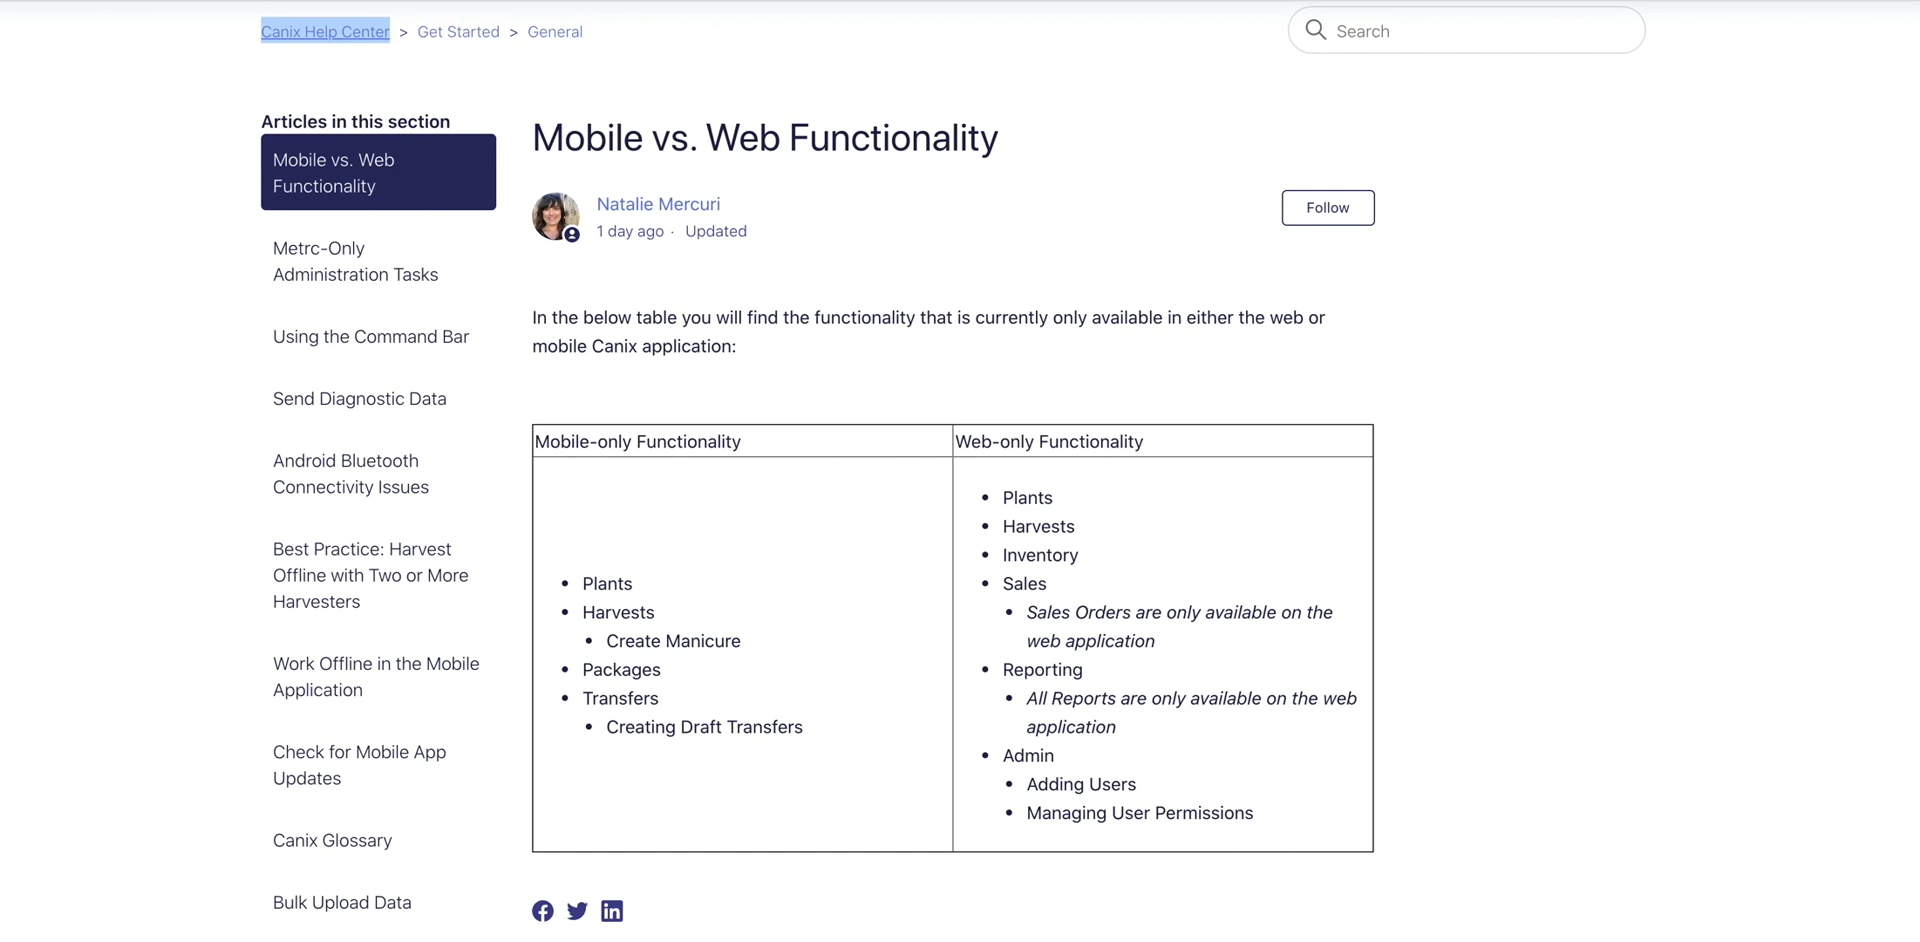 Canix Help Center > Get Started > General
Search
Articles in this section
Mobile vs. Web
Functionality
Metrc-Only
Administration Tasks
Using the Command Bar
Send Diagnostic Data
Android Bluetooth
Connectivity Issues
Best Practice: Harvest
Offline with Two or More
Harvesters
Work Offline in the Mobile
Application
Check for Mobile App
Updates
Canix Glossary
Bulk Upload Data
Mobile vs. Web Functionality
Natalie Mercuri
1 day ago · Updated
Follow
In the below table you will find the functionality that is currently only available in either the web or
mobile Canix application:
Mobile-only Functionality
• Plants
• Harvests
• Create Manicure
• Packages
• Transfers
• Creating Draft Transfers
Web-only Functionality
• Plants
• Harvests
• Inventory
• Sales
• Sales Orders are only available on the
web application
• Reporting
• All Reports are only available on the web
application
• Admin
• Adding Users
• Managing User Permissions